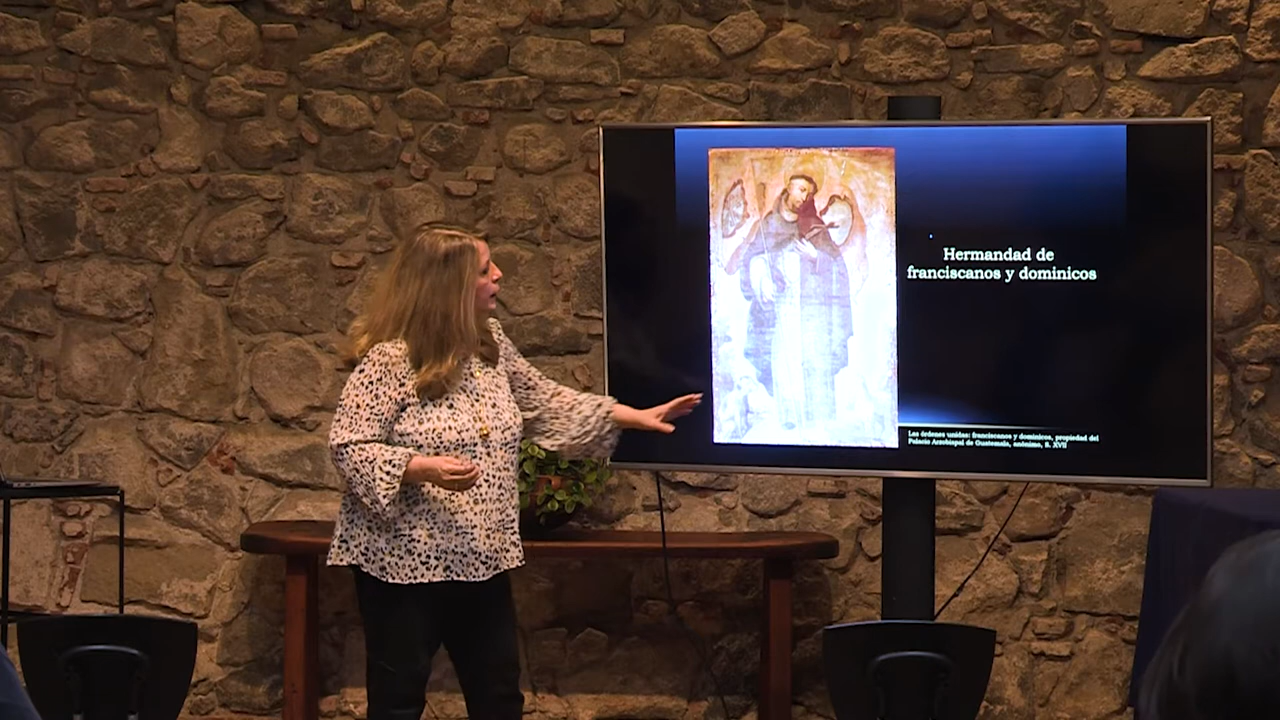 Hermandad de
franciscanos y dominicos
Las órdenes unidas: franciscanos y dominicos, propiedad del
Palacio Arzobispal de Guatemala, anónimo, S. XVII